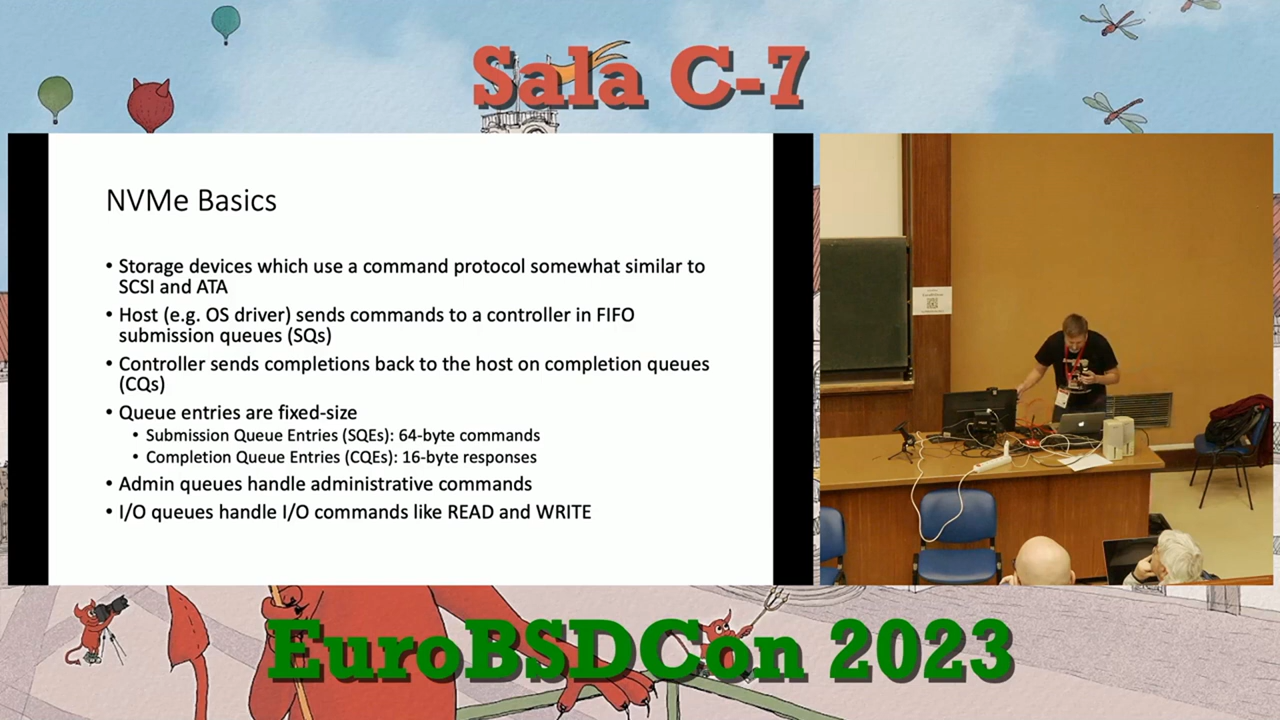 Sala C-7
NVMe Basics
• Storage devices which use a command protocol somewhat similar to
SCSI and ATA
• Host (e.g. OS driver) sends commands to a controller in FIFO
submission queues (SQs)
• Controller sends completions back to the host on completion queues
(CQs)
• Queue entries are fixed-size
• Submission Queue Entries (SQEs): 64-byte commands
• Completion Queue Entries (CQEs): 16-byte responses
• Admin queues handle administrative commands
• I/O queues handle I/O commands like READ and WRITE
EuroBSDCon 2023